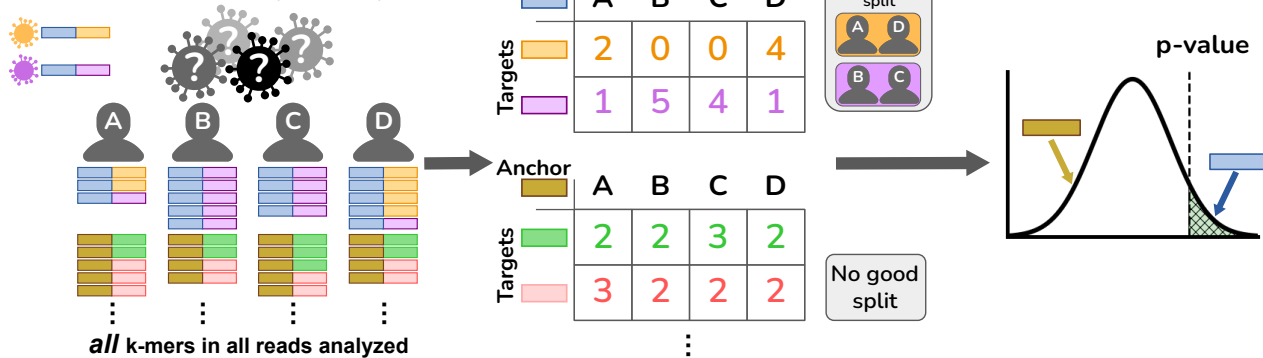 A B C D
split
A D
Targets
2 0 0 4
1 5 4 1
B C
p-value
? ? ? ?
A B C D
Anchor
A B C D
Targets
2 2 3 2
3 2 2 2
No good
split
all k-mers in all reads analyzed